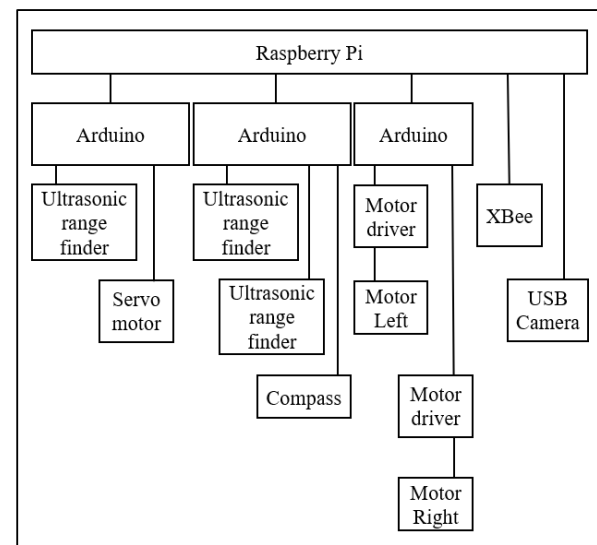 Raspberry Pi
Arduino
Arduino
Arduino
Ultrasonic
range
finder
Servo
motor
Ultrasonic
range
finder
Ultrasonic
range
finder
Compass
Motor
driver
Motor
Left
Motor
driver
Motor
Right
XBee
USB
Camera